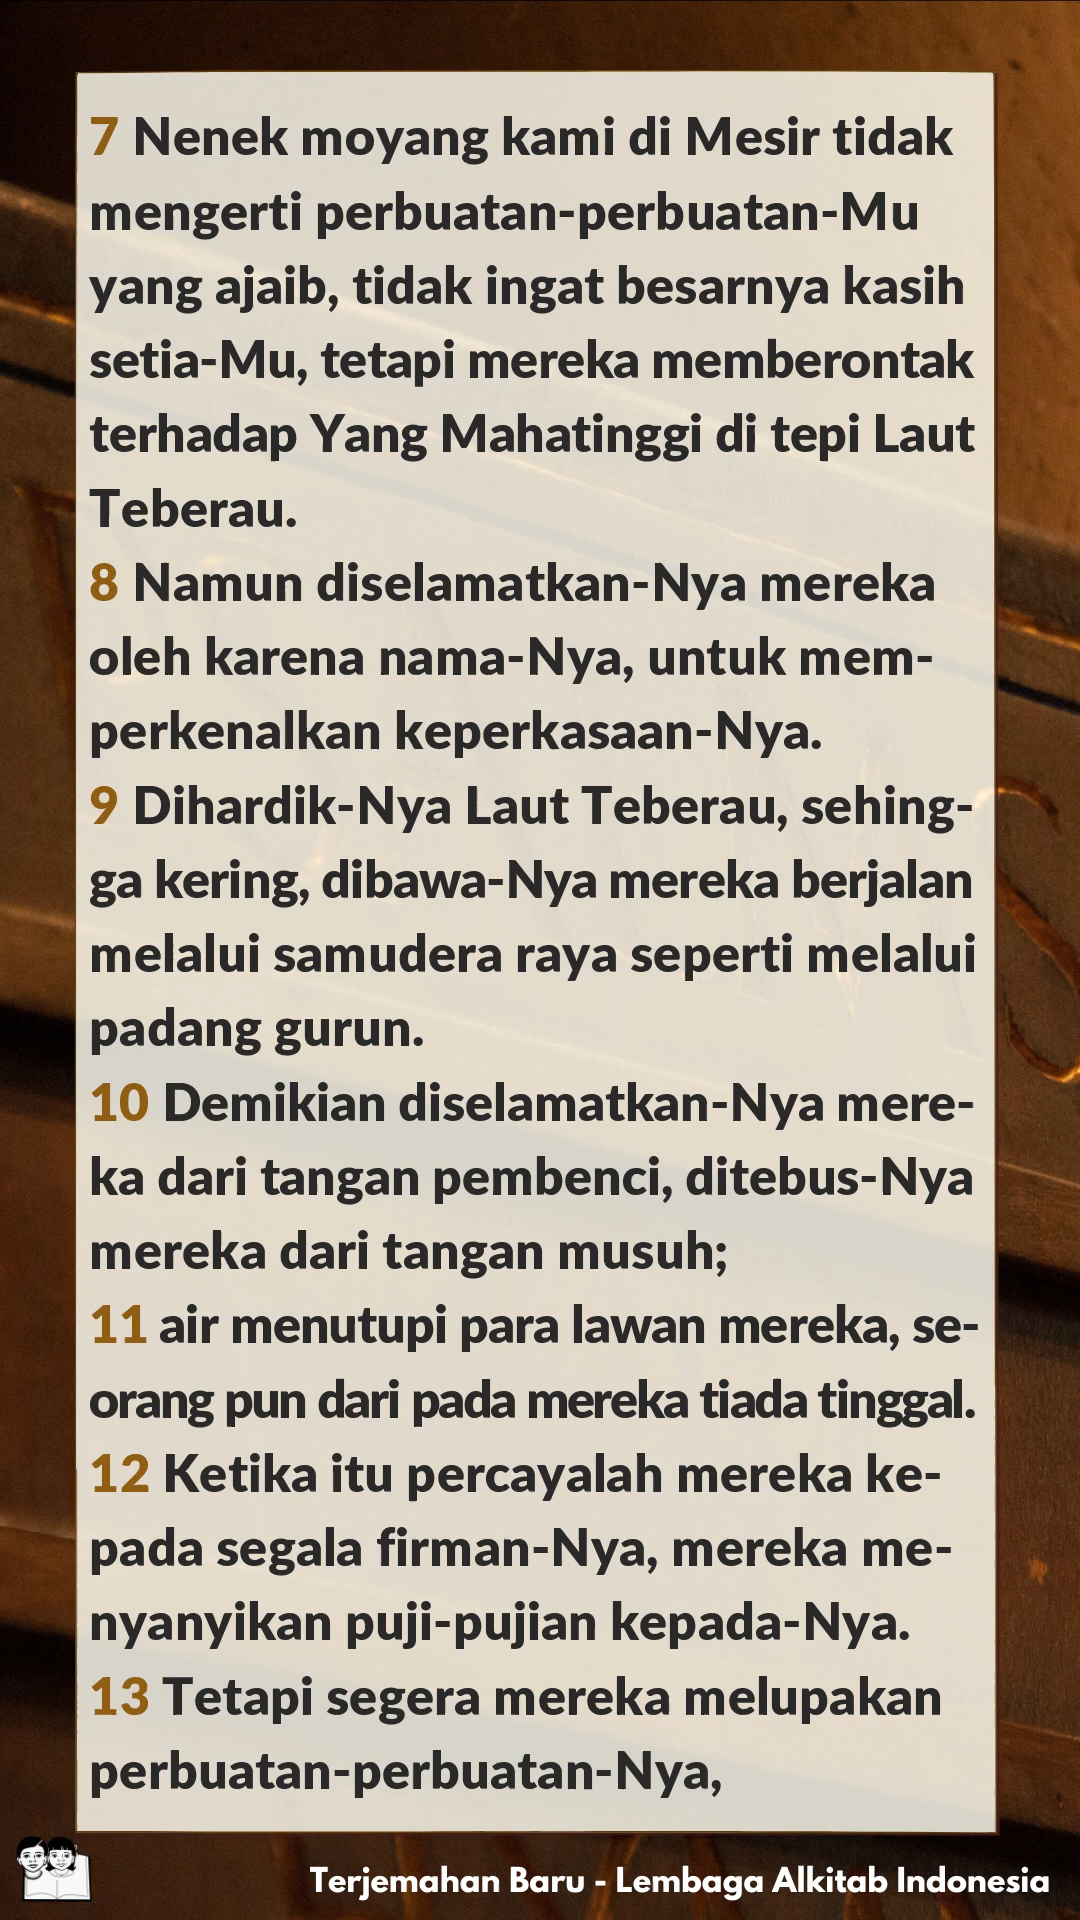 7 Nenek moyang kami di Mesir tidak
mengerti perbuatan-perbuatan-Mu
yang ajaib, tidak ingat besarnya kasih
setia-Mu, tetapi mereka memberontak
terhadap Yang Mahatinggi di tepi Laut
Teberau.
8 Namun diselamatkan-Nya mereka
oleh karena nama-Nya, untuk mem-
perkenalkan keperkasaan-Nya.
9 Dihardik-Nya Laut Teberau, sehing-
ga kering, dibawa-Nya mereka berjalan
melalui samudera raya seperti melalui
padang gurun.
10 Demikian diselamatkan-Nya mere-
ka dari tangan pembenci, ditebus-Nya
mereka dari tangan musuh;
11 air menutupi para lawan mereka, se-
orang pun dari pada mereka tiada tinggal.
12 Ketika itu percayalah mereka ke-
pada segala firman-Nya, mereka me-
nyanyikan puji-pujian kepada-Nya.
13 Tetapi segera mereka melupakan
perbuatan-perbuatan-Nya,
Terjemahan Baru - Lembaga Alkitab Indonesia